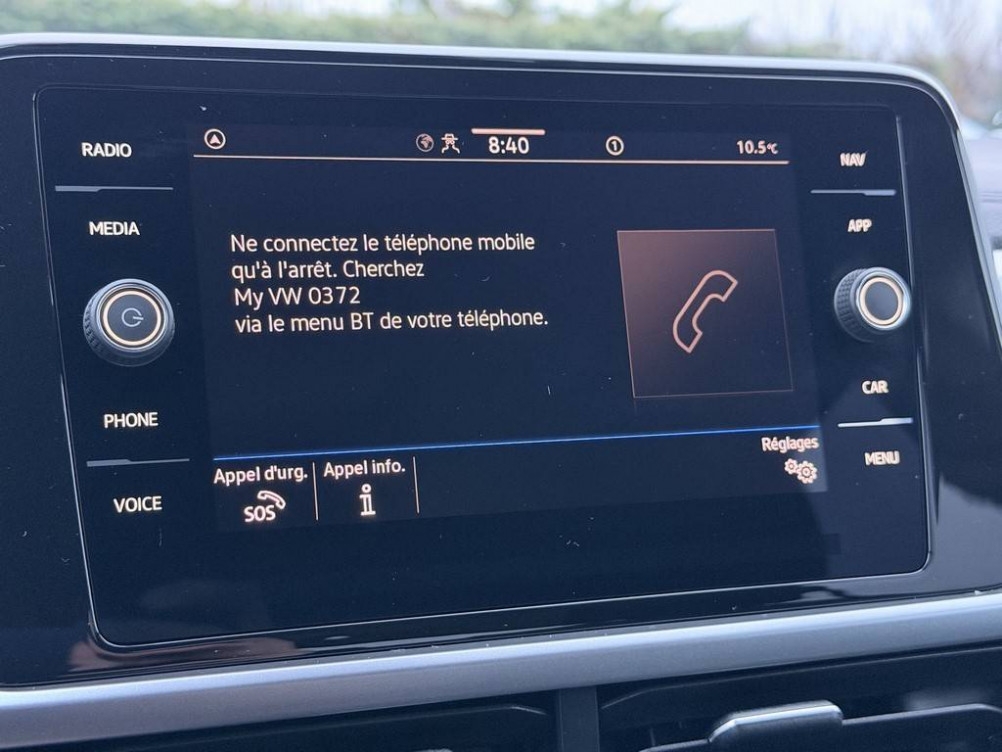 RADIO
MEDIA
PHONE
VOICE
8:40
1
10.5°C
Ne connectez le téléphone mobile
qu'à l'arrêt. Cherchez
My VW 0372
via le menu BT de votre téléphone.
Appel d'urg.
SOS
Appel info.
i
Réglages
NAV
APP
CAR
MENU